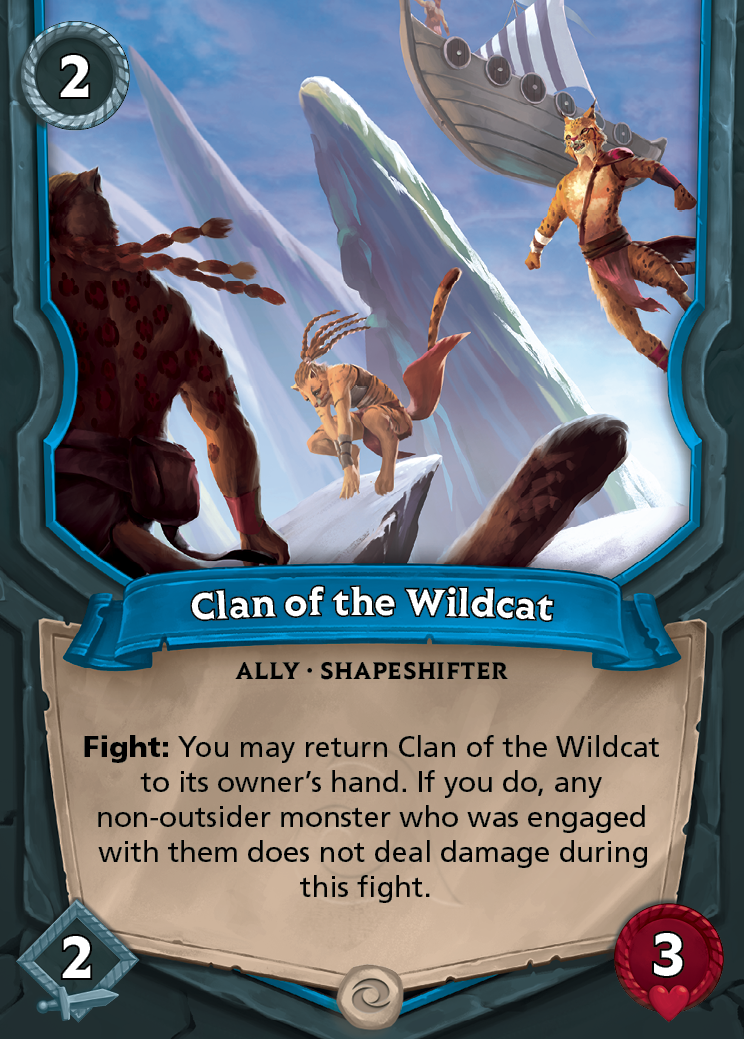 2
Clan of the Wildcat
ALLY · SHAPESHIFTER
Fight: You may return Clan of the Wildcat
to its owner’s hand. If you do, any
non-outsider monster who was engaged
with them does not deal damage during
this fight.
2
3